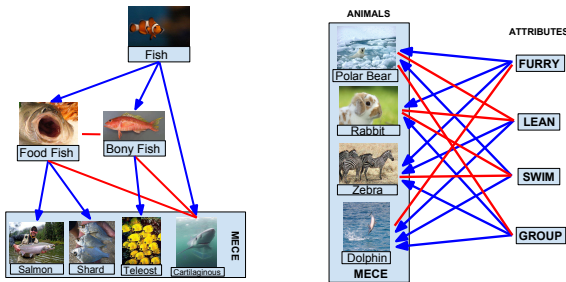 Fish
Food Fish
Bony Fish
Salmon
Shard
Teleost
Cartilaginous
MECE
ANIMALS
Polar Bear
Rabbit
Zebra
Dolphin
MECE
ATTRIBUTES
FURRY
LEAN
SWIM
GROUP